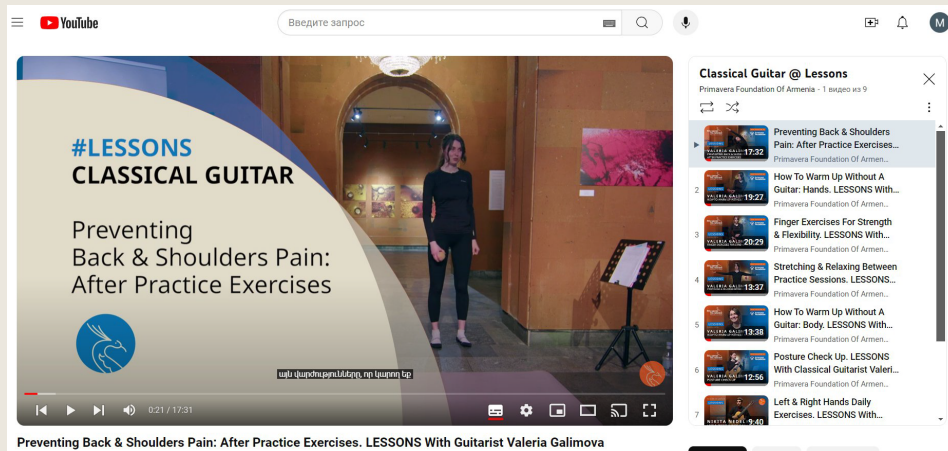 YouTube
Введите запрос
M
#LESSONS
CLASSICAL GUITAR
Preventing
Back & Shoulders Pain:
After Practice Exercises
այն վարժությունները, որ կարող եք
0:21 / 17:31
Preventing Back & Shoulders Pain: After Practice Exercises. LESSONS With Guitarist Valeria Galimova
Classical Guitar @ Lessons
Primavera Foundation Of Armenia - 1 видео из 9
17:32
Preventing Back & Shoulders
Pain: After Practice Exercises...
Primavera Foundation Of Armen...
2
19:27
How To Warm Up Without A
Guitar: Hands. LESSONS With...
Primavera Foundation Of Armen...
3
20:29
Finger Exercises For Strength
& Flexibility. LESSONS With...
Primavera Foundation Of Armen...
4
13:37
Stretching & Relaxing Between
Practice Sessions. LESSONS...
Primavera Foundation Of Armen...
5
13:38
How To Warm Up Without A
Guitar: Body. LESSONS With...
Primavera Foundation Of Armen...
6
12:56
Posture Check Up. LESSONS
With Classical Guitarist Valeri...
Primavera Foundation Of Armen...
7
9:40
Left & Right Hands Daily
Exercises. LESSONS With...